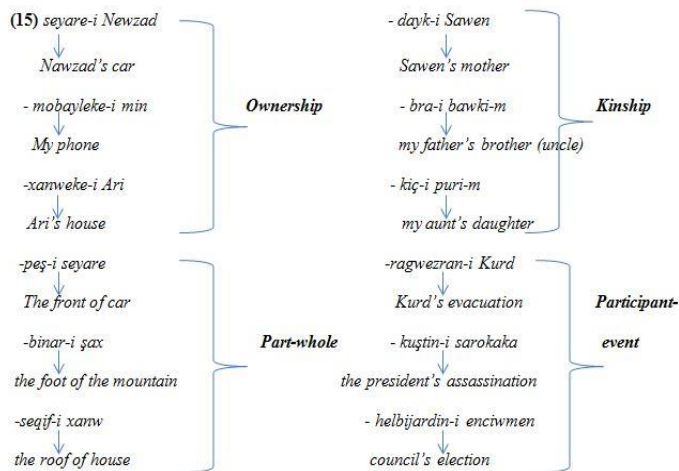 (15) seyare-i Newzad
Nawzad's car
- mobayleke-i min
My phone
-xanweke-i Ari
Ari's house
Ownership
- dayk-i Sawen
Sawen's mother
- bra-i bawki-m
my father's brother (uncle)
- kiç-i puri-m
my aunt's daughter
Kinship
-peş-i seyare
The front of car
-binar-i şax
the foot of the mountain
-seqif-i xanw
the roof of house
Part-whole
-ragwezran-i Kurd
Kurd's evacuation
- kuştin-i sarokaka
the president's assassination
- helbijardin-i enciwmen
council's election
Participant-
event